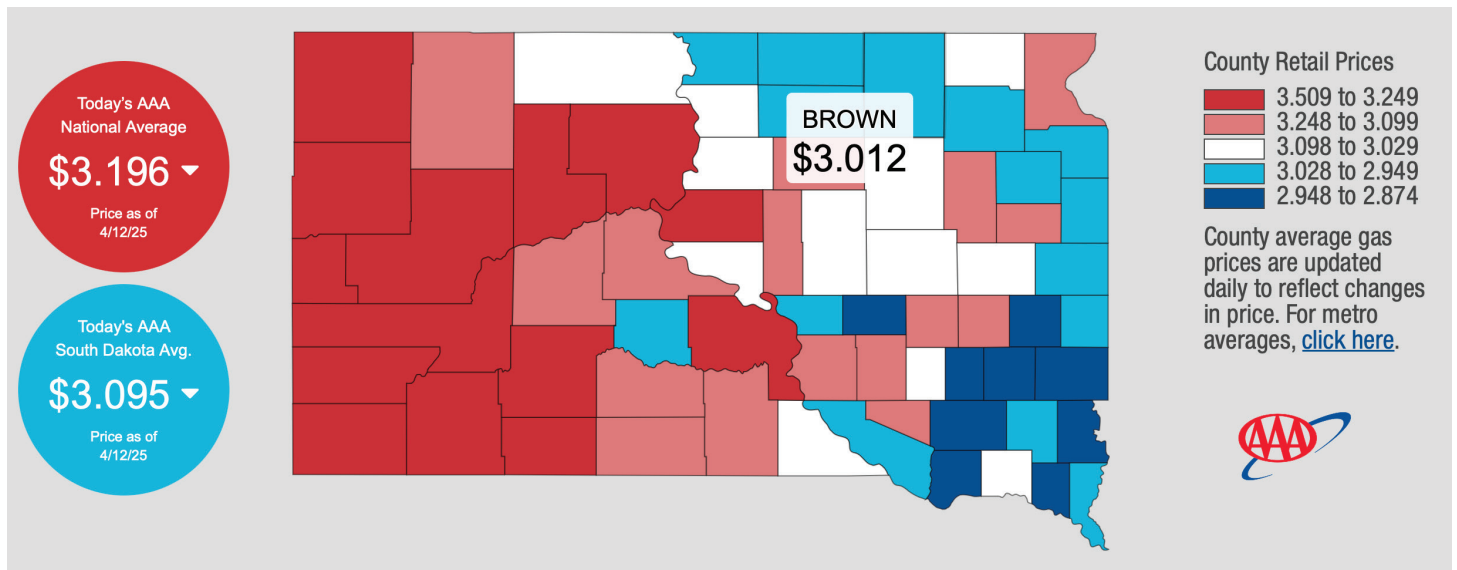 Today's AAA
National Average
$3.196
Price as of
4/12/25
Today's AAA
South Dakota Avg.
$3.095
Price as of
4/12/25
BROWN
$3.012
County Retail Prices
3.509 to 3.249
3.248 to 3.099
3.098 to 3.029
3.028 to 2.949
2.948 to 2.874
County average gas
prices are updated
daily to reflect changes
in price. For metro
averages, click here.
AAA